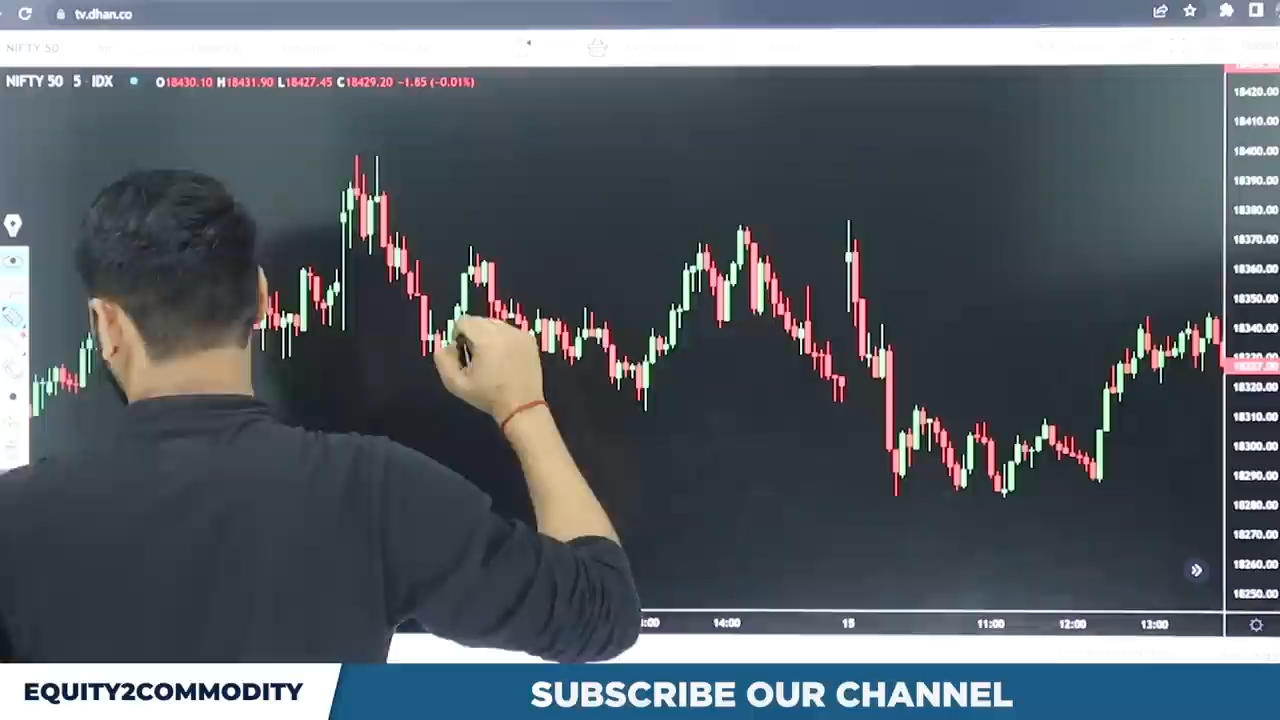 tv.dhan.co
NIFTY 50
NIFTY 50 5 IDX O18430.10 H18431.90 L18427.45 C18429.20 −1.85 (−0.01%)
18420.00
18410.00
18400.00
18390.00
18380.00
18370.00
18360.00
18350.00
18340.00
18320.00
18310.00
18300.00
18290.00
18280.00
18270.00
18260.00
18250.00
14:00 15 11:00 12:00 13:00
EQUITY2COMMODITY
SUBSCRIBE OUR CHANNEL